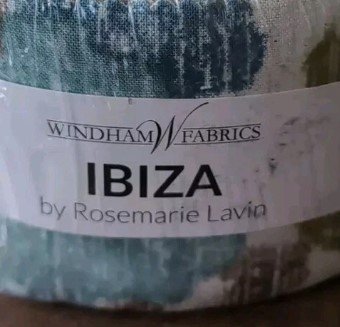 WINDHAM W FABRICS
IBIZA
by Rosemarie Lavin